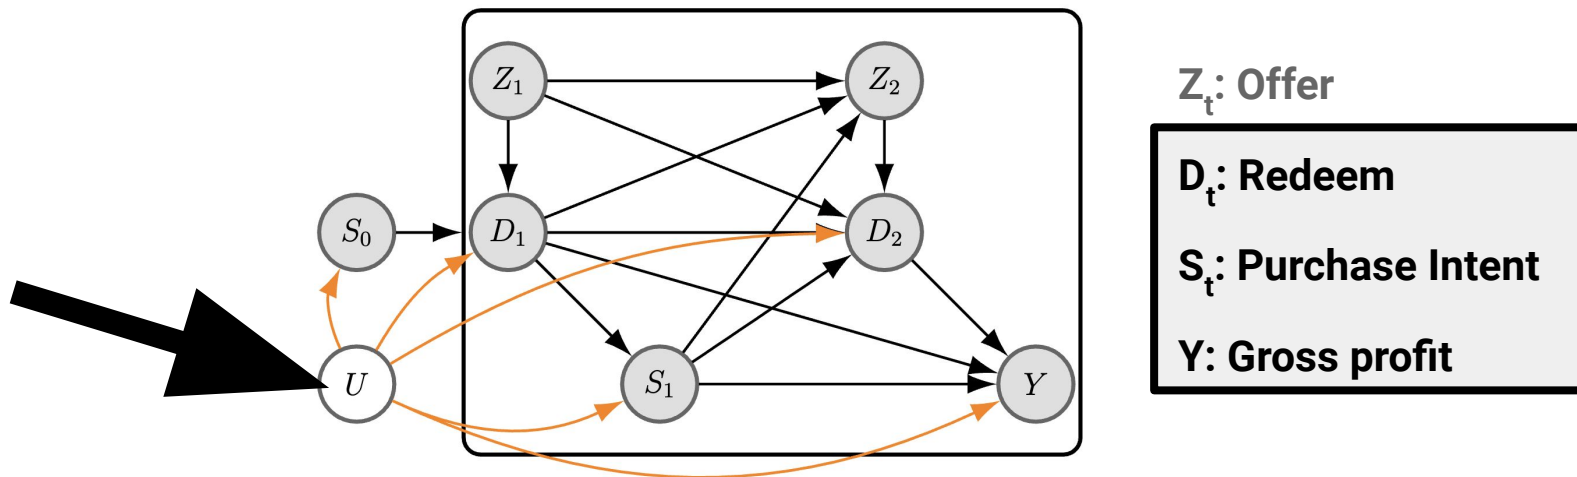 Z₁
Z₂
Zₜ: Offer
Dₜ: Redeem
S₀
D₁
D₂
Sₜ: Purchase Intent
U
S₁
Y
Y: Gross profit